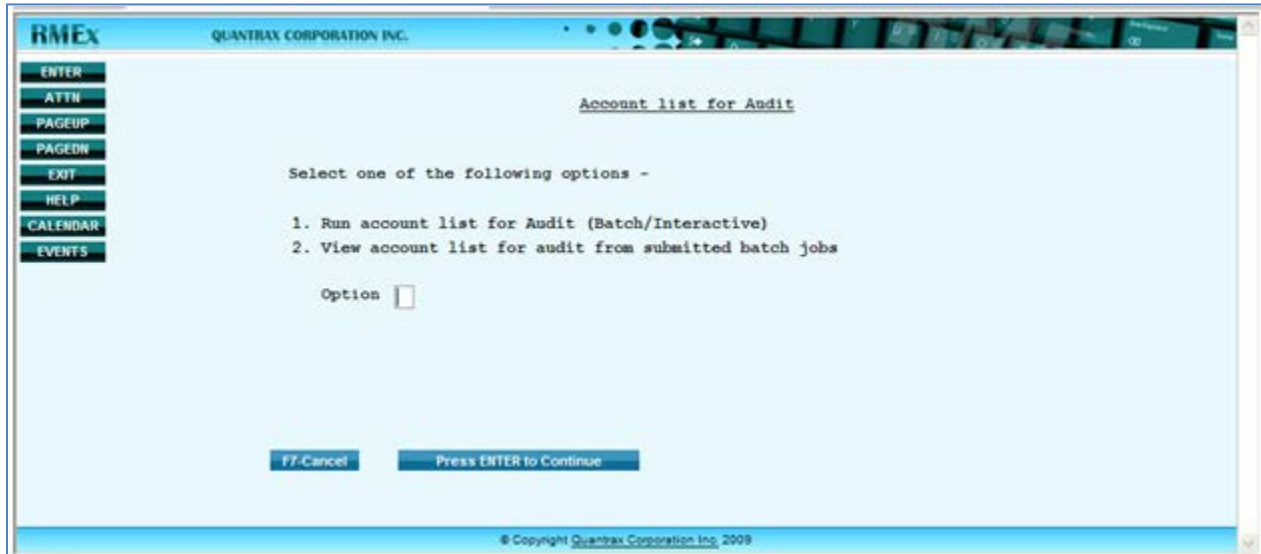 RMEx
QUANTRAX CORPORATION INC.
ENTER
ATTN
PAGEUP
PAGEDN
EXIT
HELP
CALENDAR
EVENTS
Account list for Audit
Select one of the following options -
1. Run account list for Audit (Batch/Interactive)
2. View account list for audit from submitted batch jobs
Option
F7-Cancel
Press ENTER to Continue
© Copyright Quantrax Corporation Inc. 2009